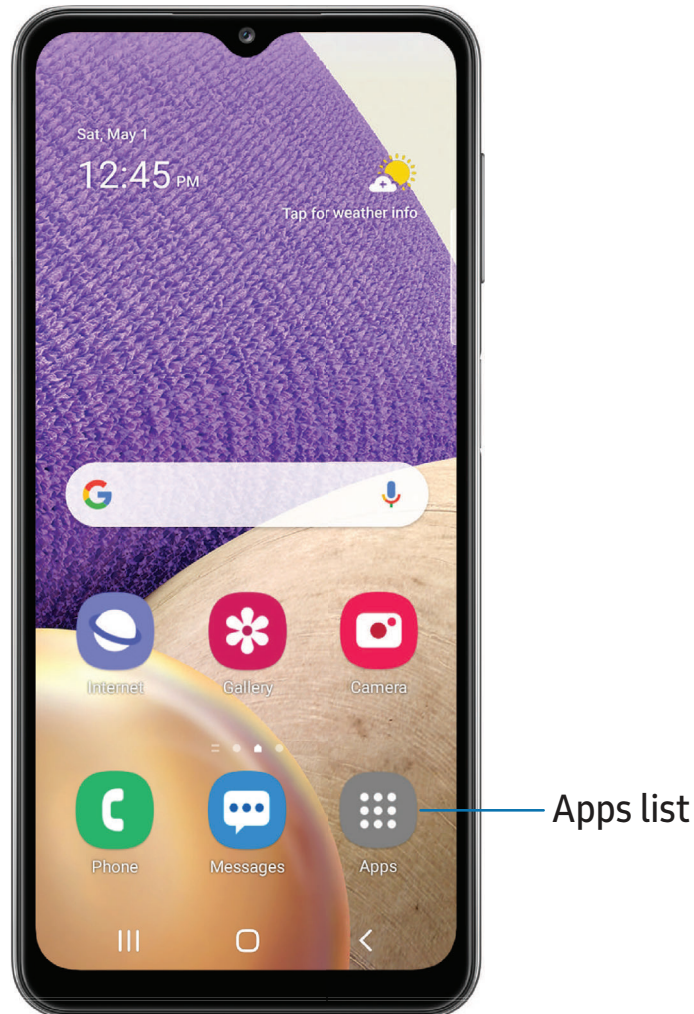 Sat, May 1
12:45 PM
Tap for weather info
G
Internet Gallery Camera
Phone Messages Apps
Apps list